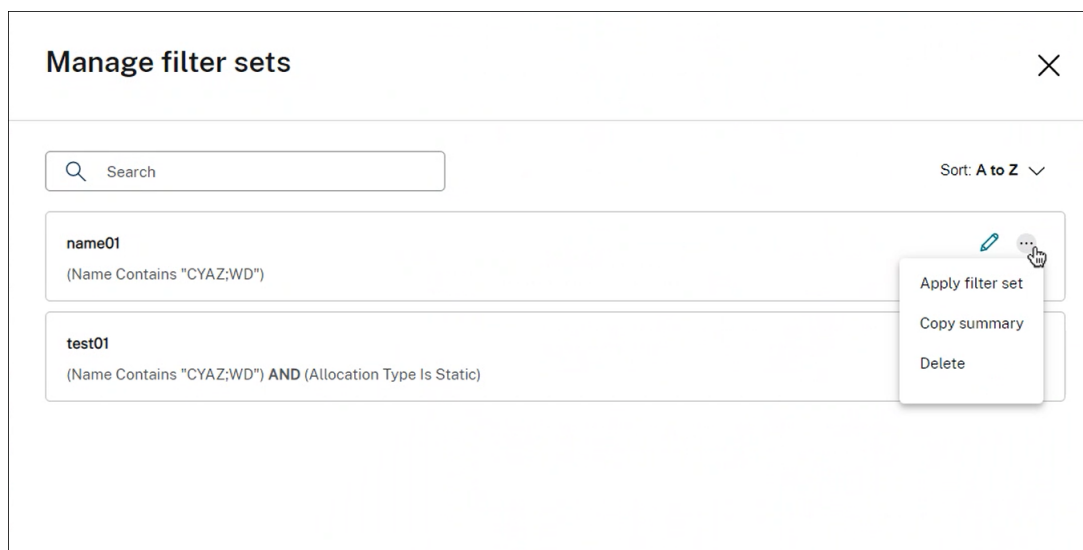 Manage filter sets
Search
Sort: A to Z
name01
(Name Contains "CYAZ;WD")
Apply filter set
Copy summary
Delete
test01
(Name Contains "CYAZ;WD") AND (Allocation Type Is Static)